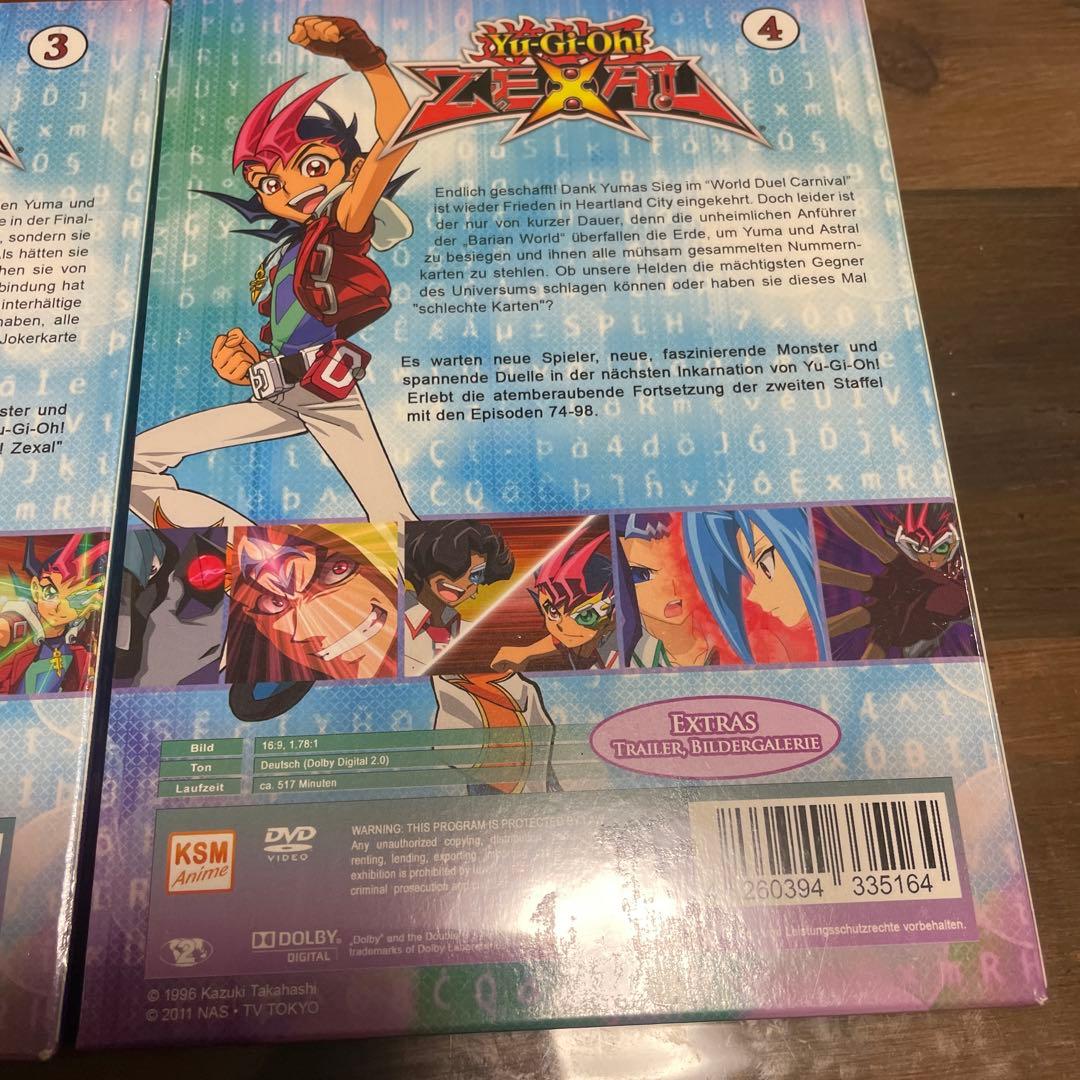 3
en Yuma und
e in der Final-
, sondern sie
ls hätten sie
hen sie von
bindung hat
interhältige
haben, alle
Jokerkarte
ster und
u-Gi-Oh!
! Zexal"
4
Yu-Gi-Oh!
ZEXAL
Endlich geschafft! Dank Yumas Sieg im "World Duel Carnival"
ist wieder Frieden in Heartland City eingekehrt. Doch leider ist
der nur von kurzer Dauer, denn die unheimlichen Anführer
der „Barian World" überfallen die Erde, um Yuma und Astral
zu besiegen und ihnen alle mühsam gesammelten Nummern-
karten zu stehlen. Ob unsere Helden die mächtigsten Gegner
des Universums schlagen können oder haben sie dieses Mal
"schlechte Karten"?
Es warten neue Spieler, neue, faszinierende Monster und
spannende Duelle in der nächsten Inkarnation von Yu-Gi-Oh!
Erlebt die atemberaubende Fortsetzung der zweiten Staffel
mit den Episoden 74-98.
EXTRAS
TRAILER, BILDERGALERIE
Bild 16:9, 1.78:1
Ton Deutsch (Dolby Digital 2.0)
Laufzeit ca. 517 Minuten
KSM
Anime
DVD
VIDEO
WARNING: THIS PROGRAM IS PROTECTED BY
Any unauthorized copying,
renting, lending, exporting,
exhibition is prohibited by
criminal prosecution
260394 335164
2
DOLBY
DIGITAL
„Dolby" and the
trademarks of Dolby
Leistungsschutzrechte vorbehalten.
© 1996 Kazuki Takahashi
© 2011 NAS • TV TOKYO